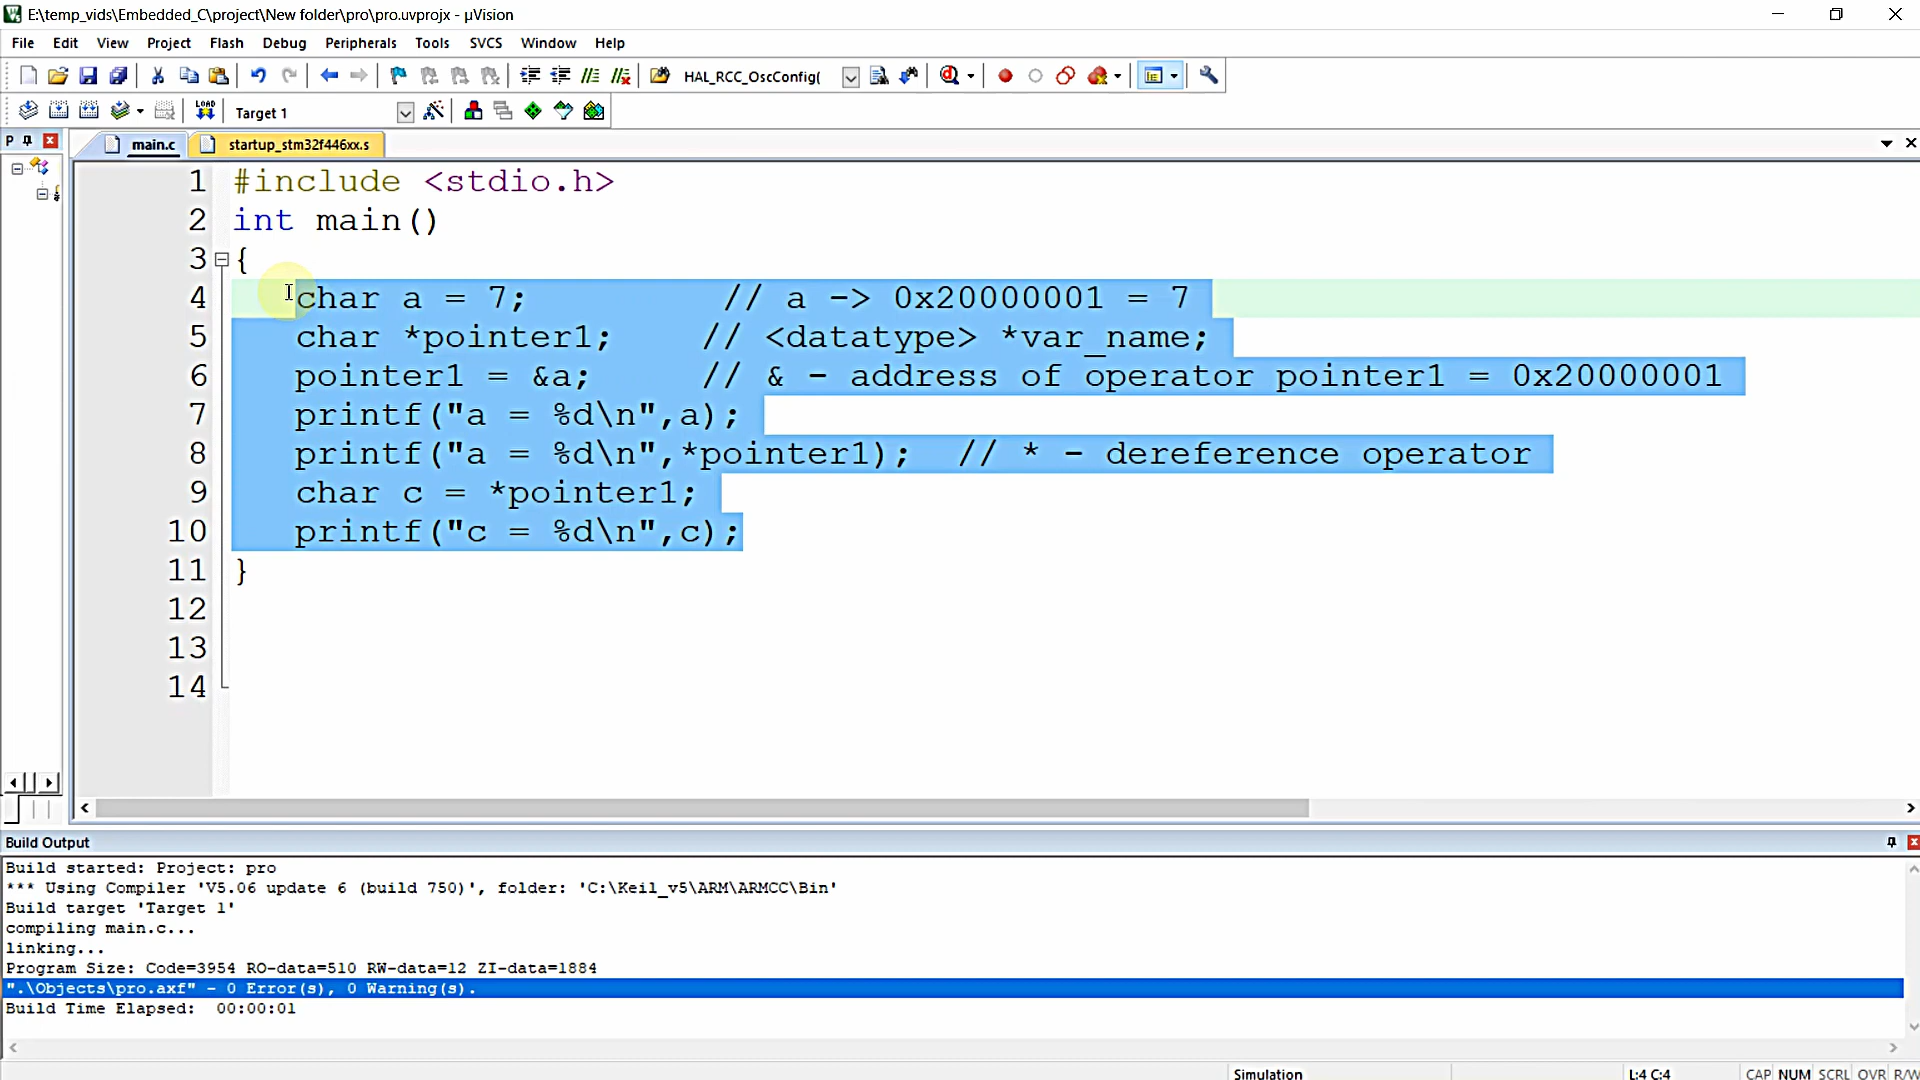 E:\temp_vids\Embedded_C\project\New folder\pro\pro.uvprojx - µVision
File Edit View Project Flash Debug Peripherals Tools SVCS Window Help
HAL_RCC_OscConfig(
LOAD Target 1
P
main.c startup_stm32f446xx.s
1 #include <stdio.h>
2 int main()
3 {
4 char a = 7; // a -> 0x20000001 = 7
5 char *pointer1; // <datatype> *var_name;
6 pointer1 = &a; // & - address of operator pointer1 = 0x20000001
7 printf("a = %d\n",a);
8 printf("a = %d\n",*pointer1); // * - dereference operator
9 char c = *pointer1;
10 printf("c = %d\n",c);
11 }
12
13
14
Build Output
Build started: Project: pro
*** Using Compiler 'V5.06 update 6 (build 750)', folder: 'C:\Keil_v5\ARM\ARMCC\Bin'
Build target 'Target 1'
compiling main.c...
linking...
Program Size: Code=3954 RO-data=510 RW-data=12 ZI-data=1884
".\Objects\pro.axf" - 0 Error(s), 0 Warning(s).
Build Time Elapsed: 00:00:01
Simulation L:4 C:4 CAP NUM SCRL OVR R/W